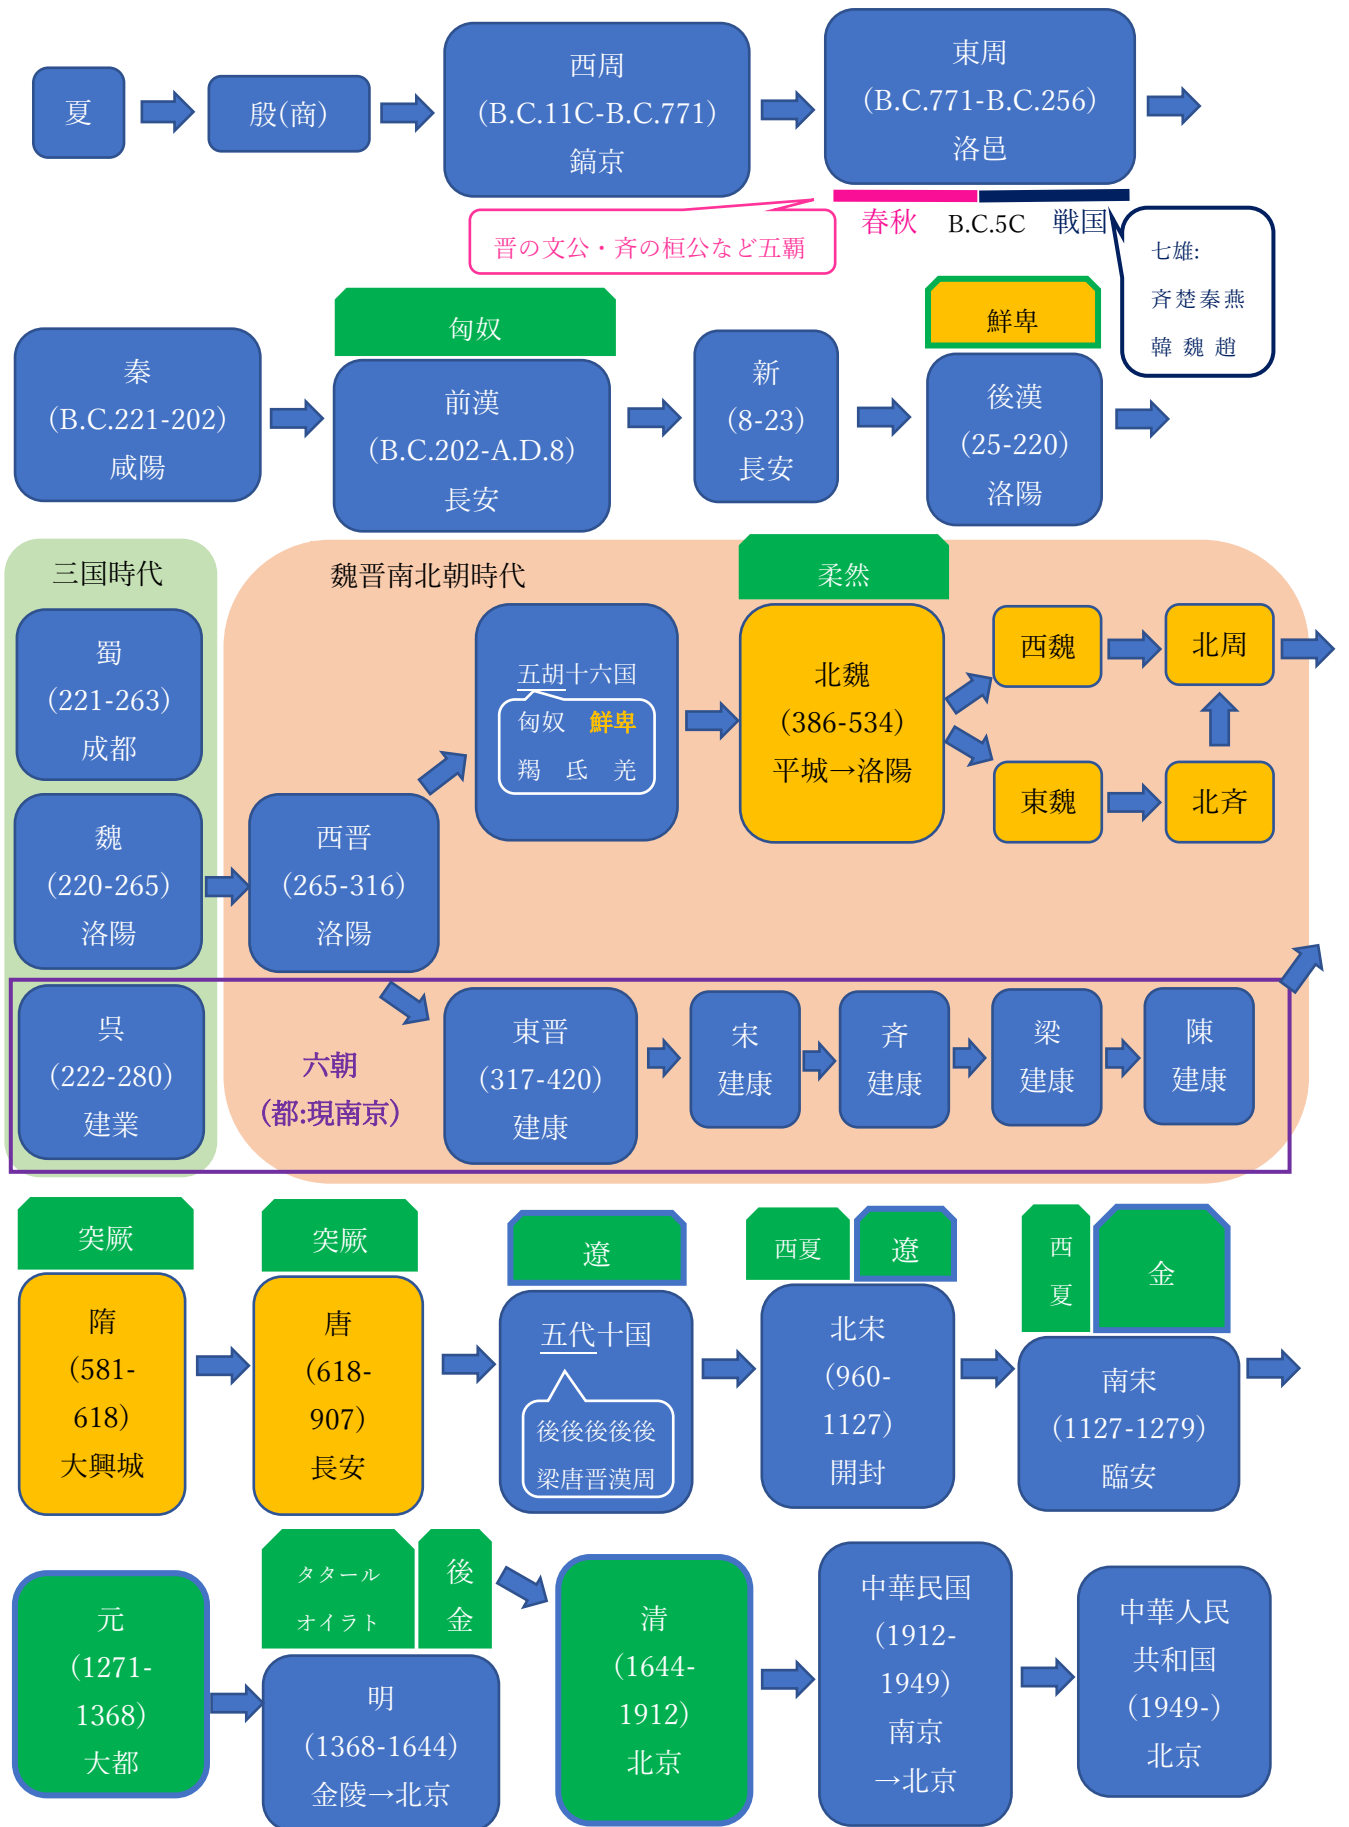 夏
殷(商)
西周
(B.C.11C-B.C.771)
鎬京
東周
(B.C.771-B.C.256)
洛邑
春秋 B.C.5C 戦国
晋の文公・斉の桓公など五覇
七雄:
斉楚秦燕
韓 魏 趙
秦
(B.C.221-202)
咸陽
匈奴
前漢
(B.C.202-A.D.8)
長安
新
(8-23)
長安
鮮卑
後漢
(25-220)
洛陽
三国時代
蜀
(221-263)
成都
魏
(220-265)
洛陽
呉
(222-280)
建業
魏晋南北朝時代
西晋
(265-316)
洛陽
五胡十六国
匈奴 鮮卑
羯 氐 羌
柔然
北魏
(386-534)
平城→洛陽
西魏
北周
東魏
北斉
六朝
(都:現南京)
東晋
(317-420)
建康
宋
建康
斉
建康
梁
建康
陳
建康
突厥
隋
(581-
618)
大興城
突厥
唐
(618-
907)
長安
遼
五代十国
後後後後後
梁唐晋漢周
西夏
遼
北宋
(960-
1127)
開封
西
夏
金
南宋
(1127-1279)
臨安
元
(1271-
1368)
大都
タタール
オイラト
後
金
明
(1368-1644)
金陵→北京
清
(1644-
1912)
北京
中華民国
(1912-
1949)
南京
→北京
中華人民
共和国
(1949-)
北京